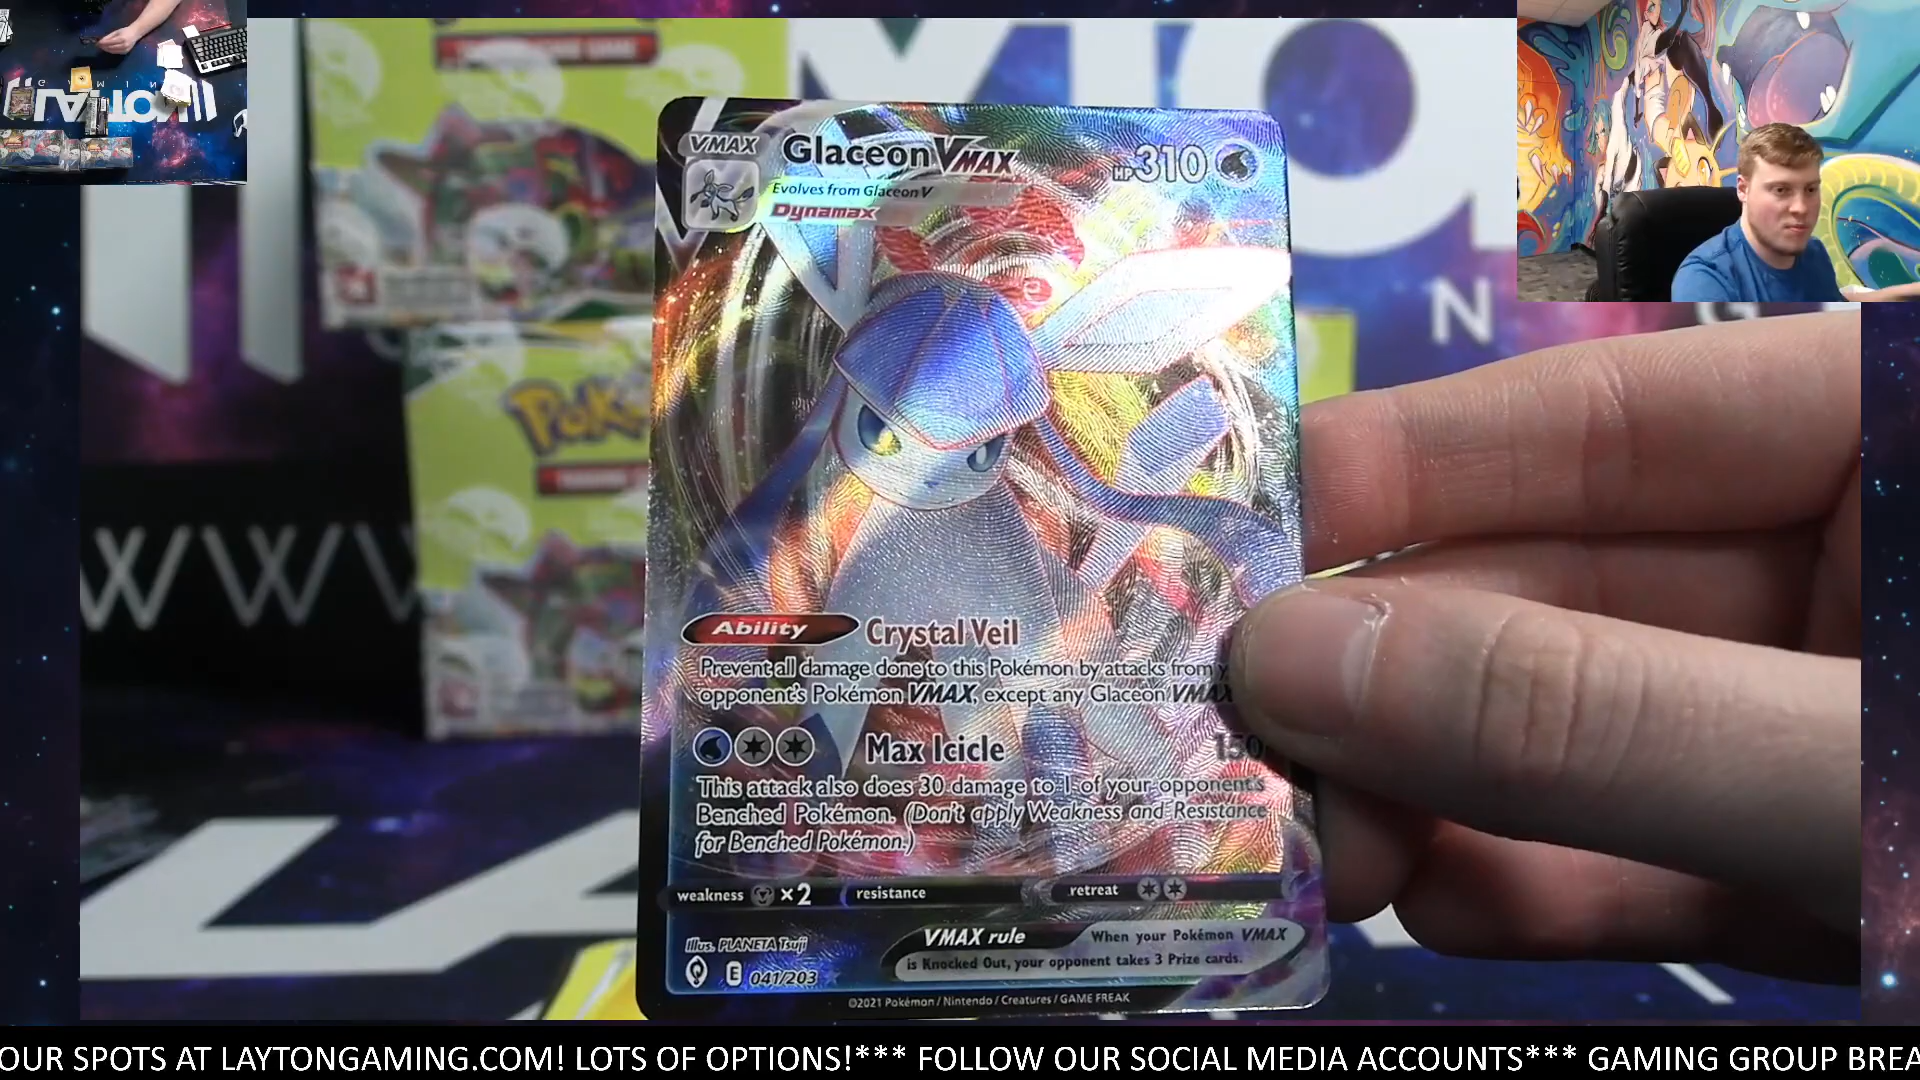 VMAX
Glaceon VMAX
HP 310
Evolves from Glaceon V
Dynamax
Ability Crystal Veil
Prevent all damage done to this Pokémon by attacks from
opponent's Pokémon VMAX, except any Glaceon VMAX
Max Icicle 150
This attack also does 30 damage to 1 of your opponent's
Benched Pokémon. (Don't apply Weakness and Resistance
for Benched Pokémon.)
weakness ×2 resistance retreat
Illus. PLANETA Tsuji
VMAX rule When your Pokémon VMAX
is Knocked Out, your opponent takes 3 Prize cards.
E 041/203
©2021 Pokémon / Nintendo / Creatures / GAME FREAK
OUR SPOTS AT LAYTONGAMING.COM! LOTS OF OPTIONS!*** FOLLOW OUR SOCIAL MEDIA ACCOUNTS*** GAMING GROUP BREA